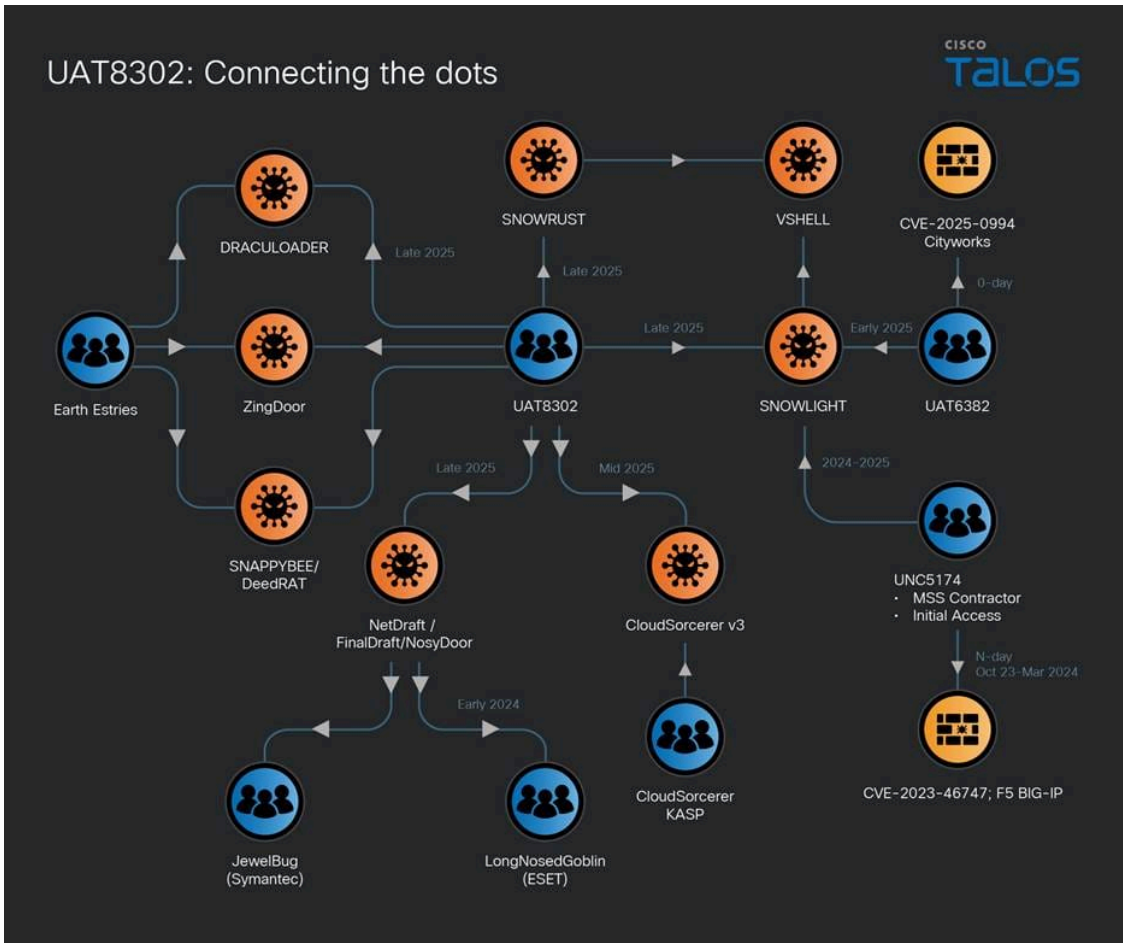 UAT8302: Connecting the dots
CISCO
TALOS
DRACULOADER
Late 2025
SNOWRUST
Late 2025
VSHELL
CVE-2025-0994
Cityworks
0-day
Earth Estries
ZingDoor
UAT8302
Late 2025
SNOWLIGHT
Early 2025
UAT6382
Late 2025
Mid 2025
2024-2025
SNAPPYBEE/
DeedRAT
NetDraft /
FinalDraft/NosyDoor
CloudSorcerer v3
UNC5174
• MSS Contractor
• Initial Access
N-day
Oct 23-Mar 2024
Early 2024
CloudSorcerer
KASP
CVE-2023-46747; F5 BIG-IP
JewelBug
(Symantec)
LongNosedGoblin
(ESET)